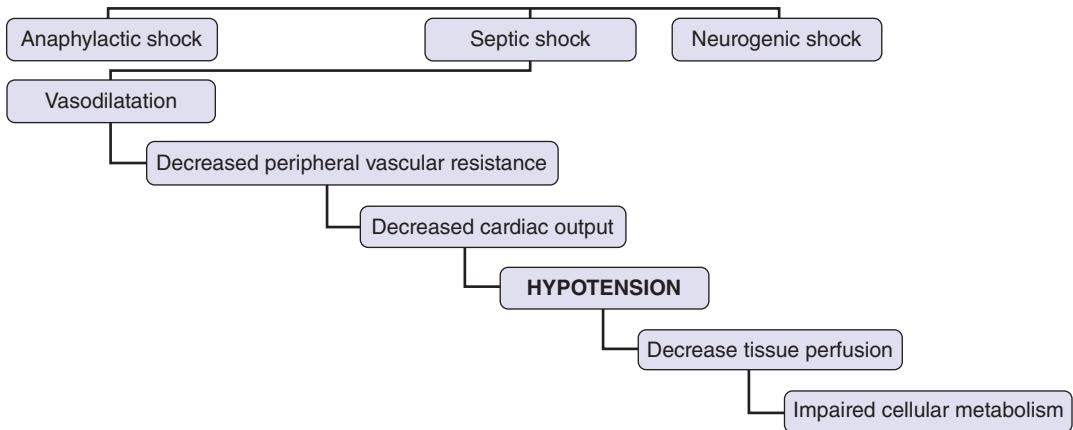 Anaphylactic shock
Septic shock
Neurogenic shock
Vasodilatation
Decreased peripheral vascular resistance
Decreased cardiac output
HYPOTENSION
Decrease tissue perfusion
Impaired cellular metabolism